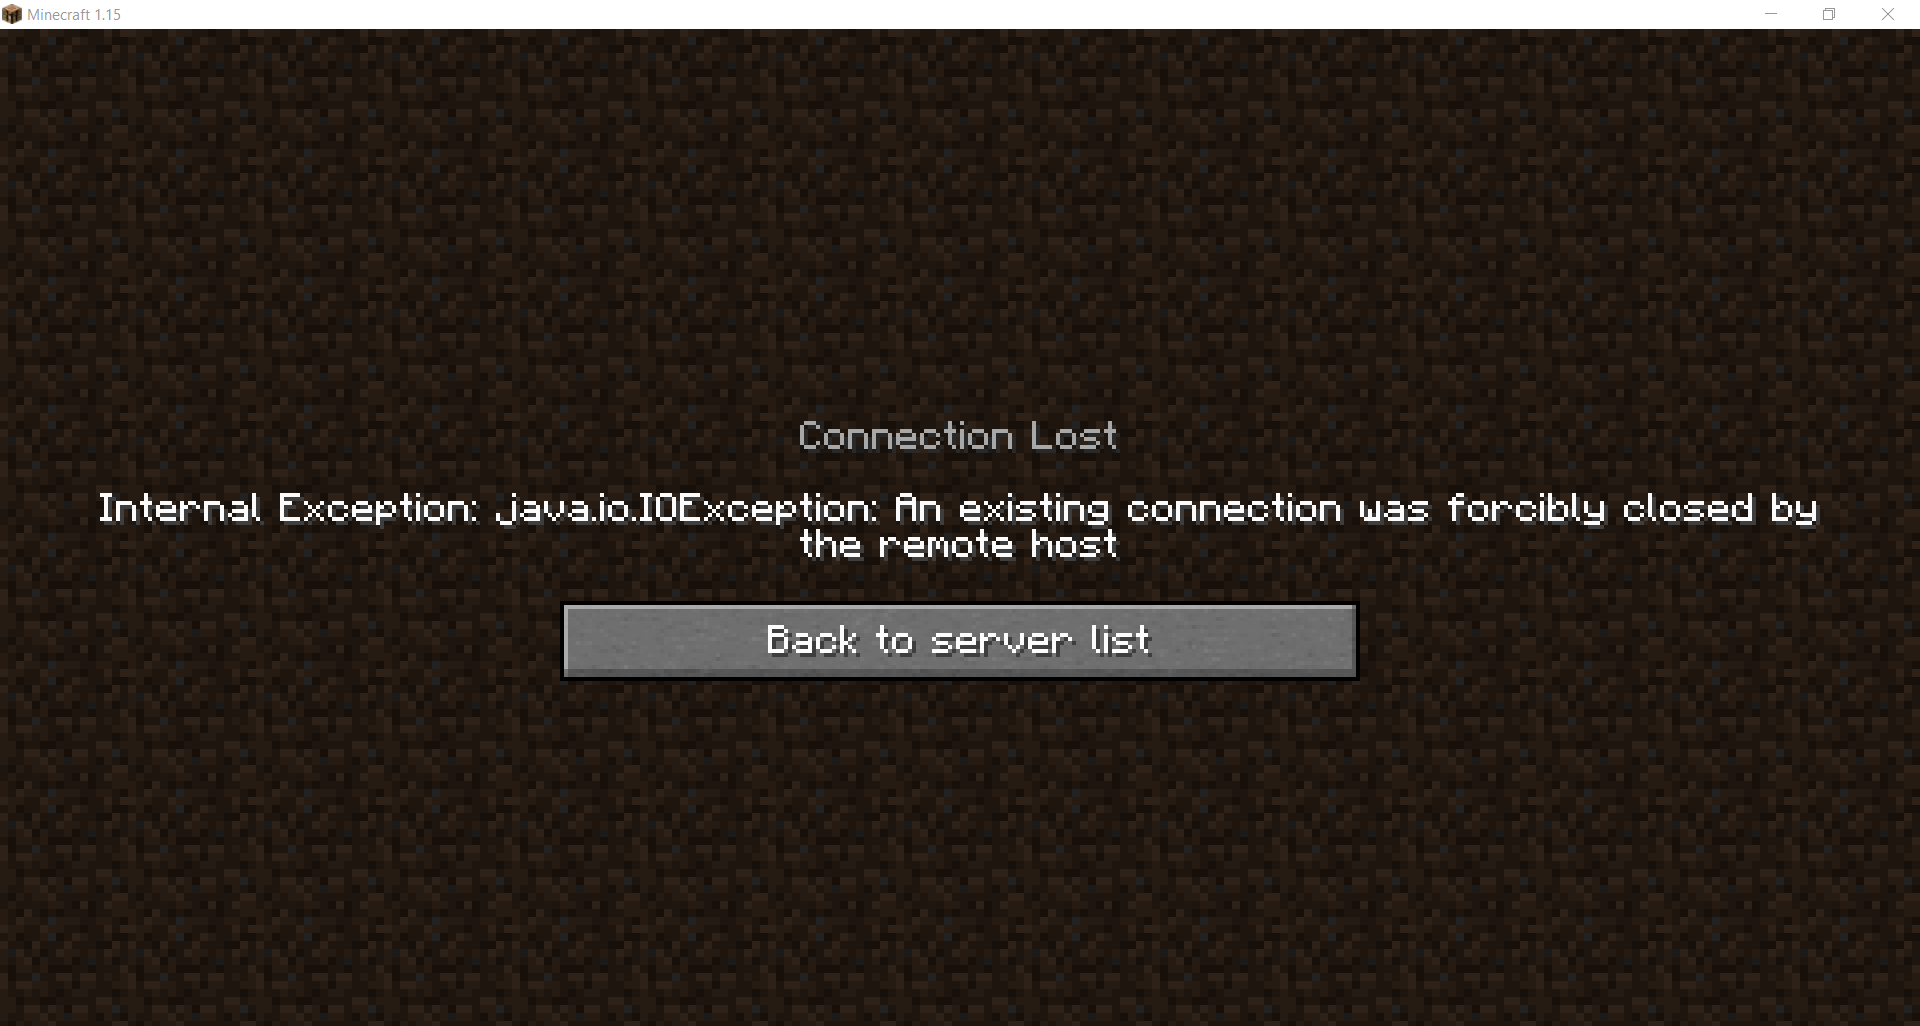 Minecraft 1.15
Connection Lost
Internal Exception: java.io.IOException: An existing connection was forcibly closed by
the remote host
Back to server list